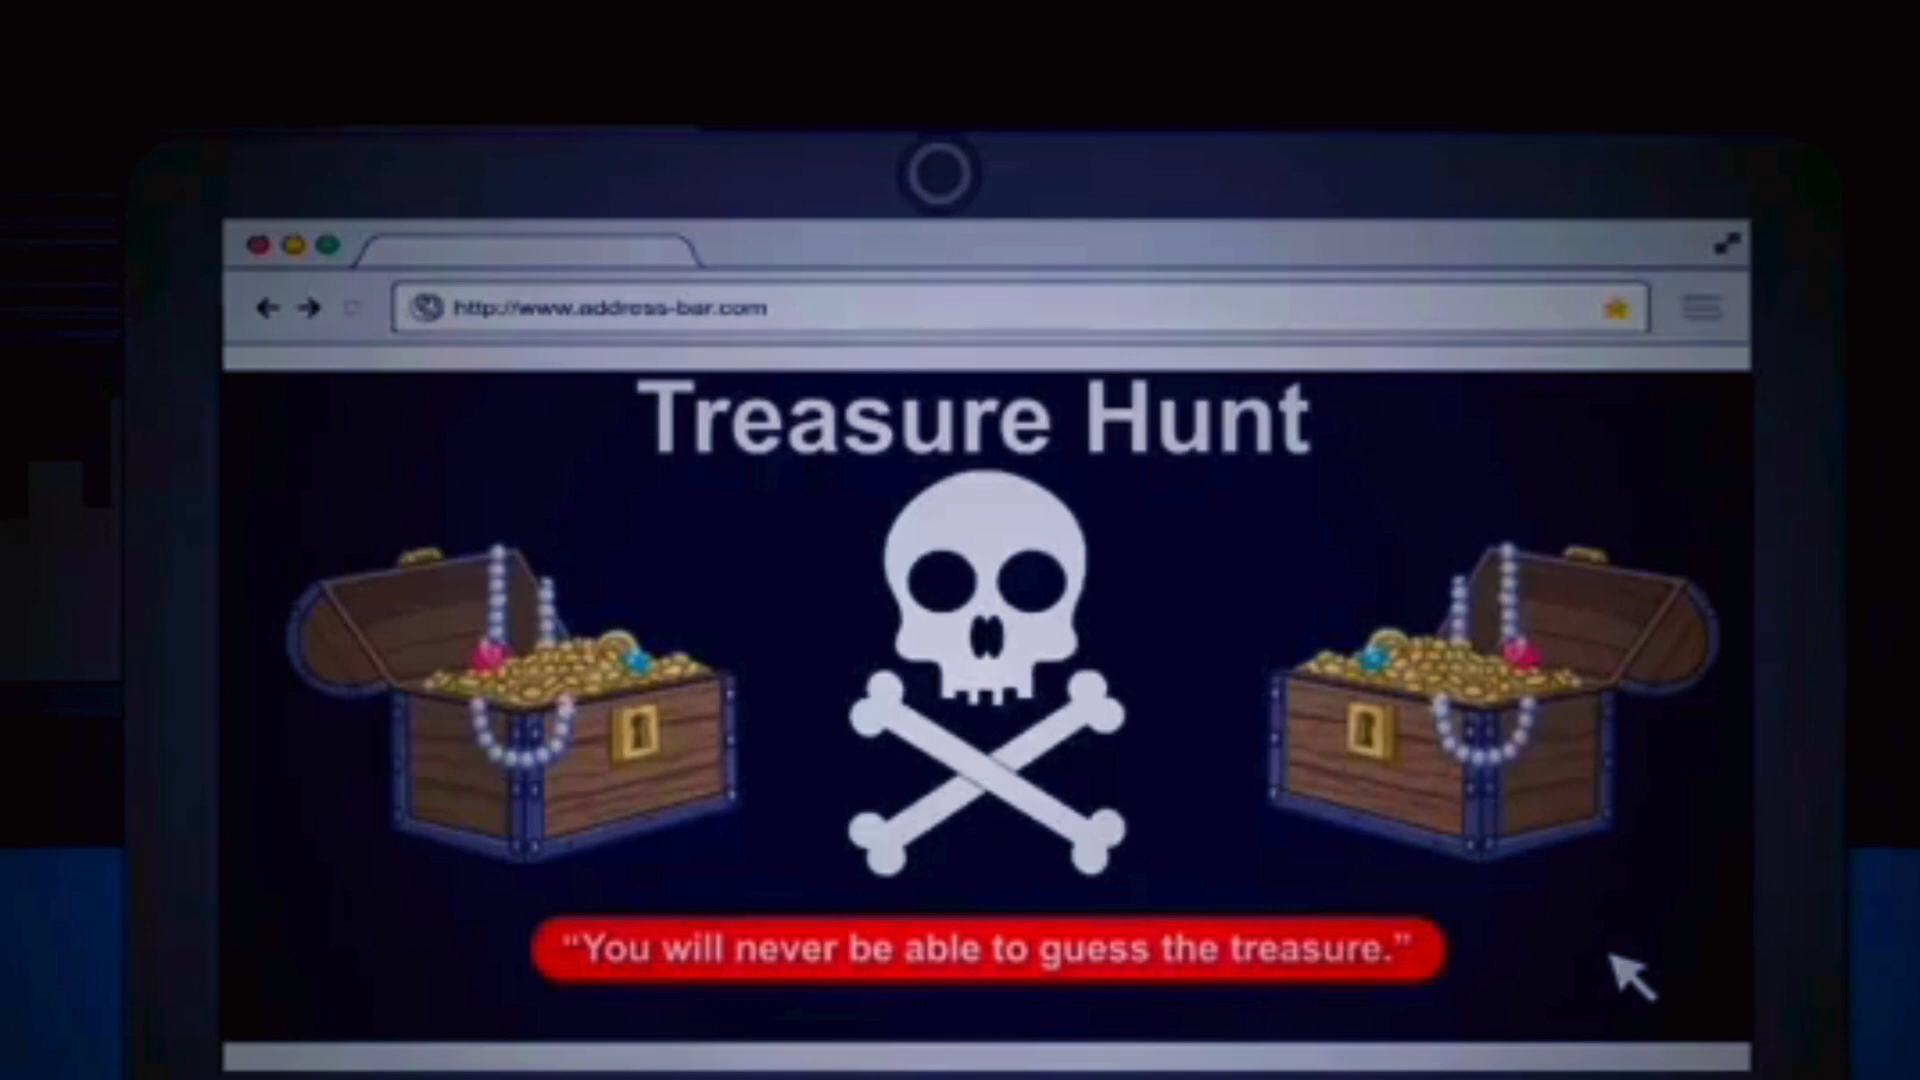 http://www.address-bar.com
Treasure Hunt
“You will never be able to guess the treasure.”